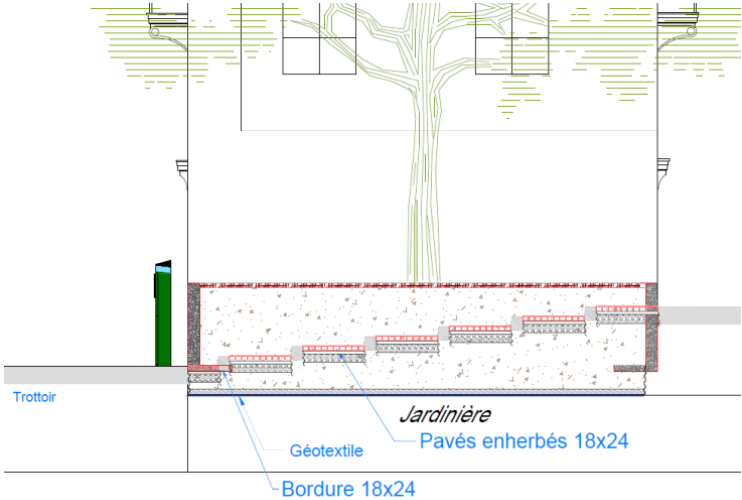 Trottoir
Jardinière
Pavés enherbés 18x24
Géotextile
Bordure 18x24